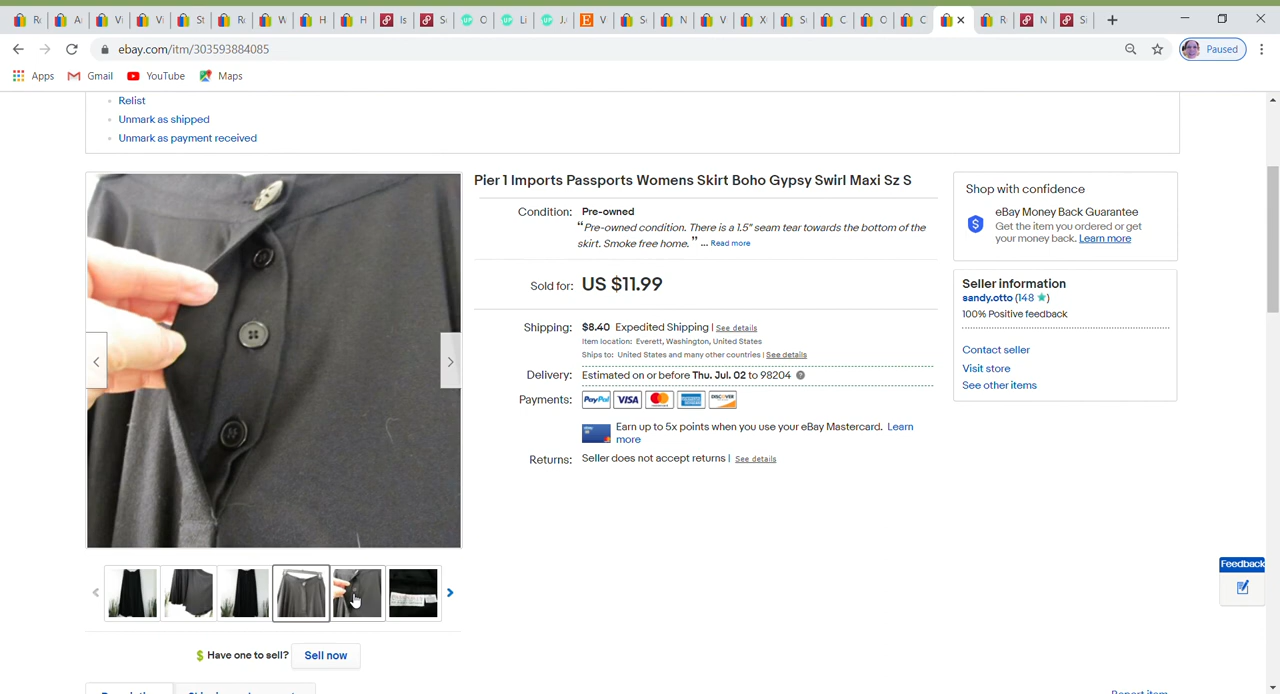 ebay.com/itm/303593884085
Paused
Apps Gmail YouTube Maps
Relist
Unmark as shipped
Unmark as payment received
Pier 1 Imports Passports Womens Skirt Boho Gypsy Swirl Maxi Sz S
Condition: Pre-owned
“Pre-owned condition. There is a 1.5" seam tear towards the bottom of the
skirt. Smoke free home. ” ... Read more
Sold for: US $11.99
Shipping: $8.40 Expedited Shipping | See details
Item location: Everett, Washington, United States
Ships to: United States and many other countries | See details
Delivery: Estimated on or before Thu. Jul. 02 to 98204
Payments: PayPal VISA
Earn up to 5x points when you use your eBay Mastercard. Learn
more
Returns: Seller does not accept returns | See details
Shop with confidence
eBay Money Back Guarantee
Get the item you ordered or get
your money back. Learn more
Seller information
sandy.otto (148 )
100% Positive feedback
Contact seller
Visit store
See other items
Feedback
Have one to sell? Sell now
Report item